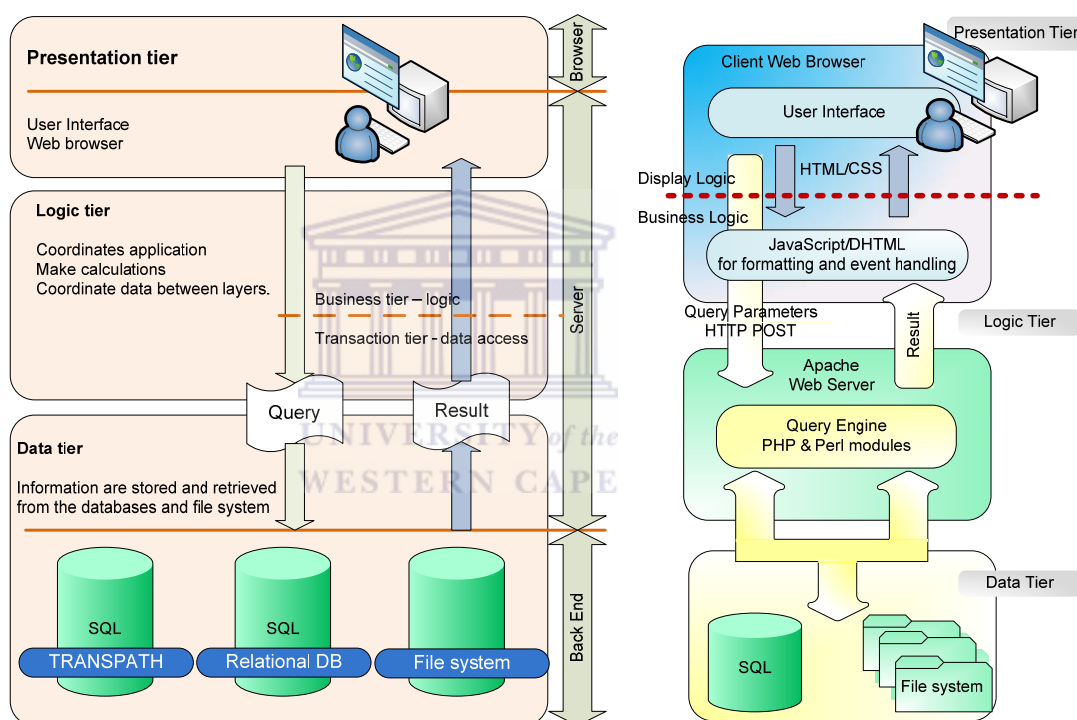 Presentation tier
User Interface
Web browser
Browser
Logic tier
Coordinates application
Make calculations
Coordinate data between layers.
Business tier – logic
Transaction tier - data access
Server
Query
Result
Data tier
Information are stored and retrieved
from the databases and file system
UNIVERSITY of the
WESTERN CAPE
SQL
TRANSPATH
SQL
Relational DB
File system
Back End
Presentation Tier
Client Web Browser
User Interface
HTML/CSS
Display Logic
Business Logic
JavaScript/DHTML
for formatting and event handling
Query Parameters
HTTP POST
Result
Logic Tier
Apache
Web Server
Query Engine
PHP & Perl modules
Data Tier
SQL
File system